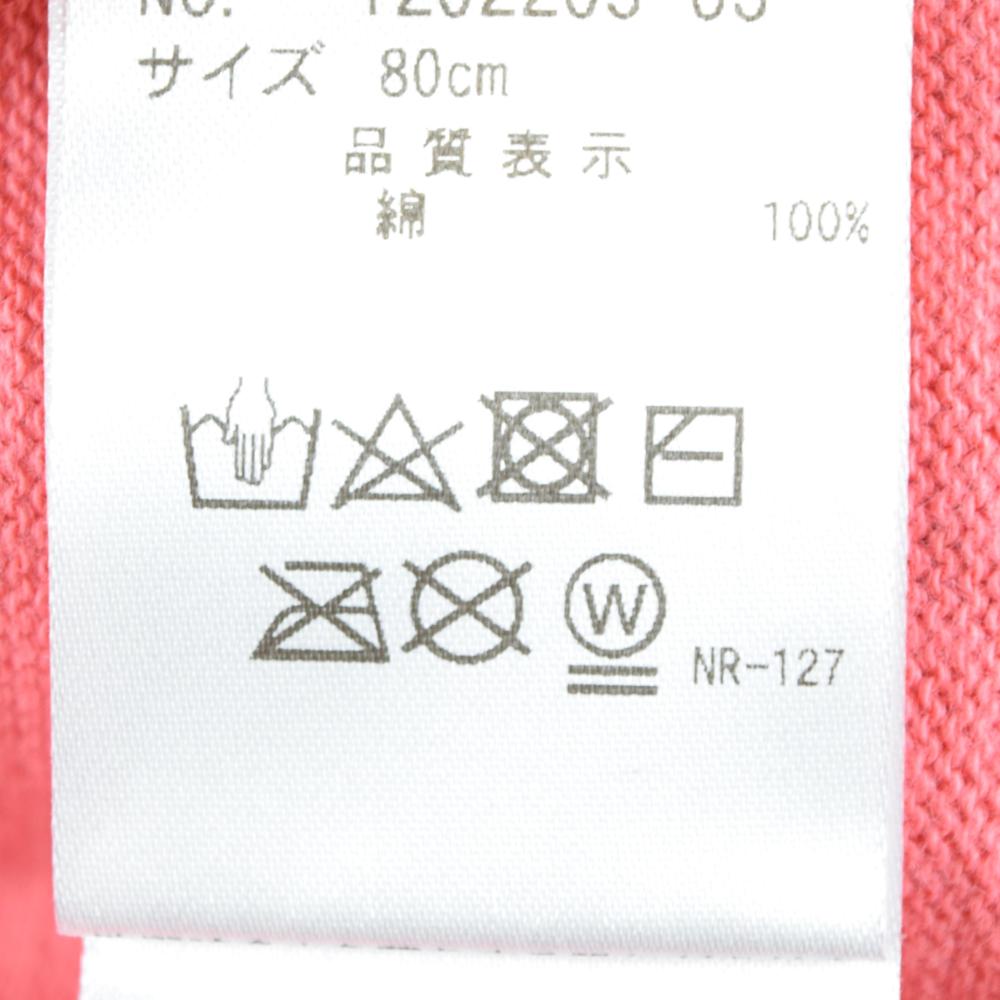 サイズ 80cm
品質表示
綿 100%
W
NR-127